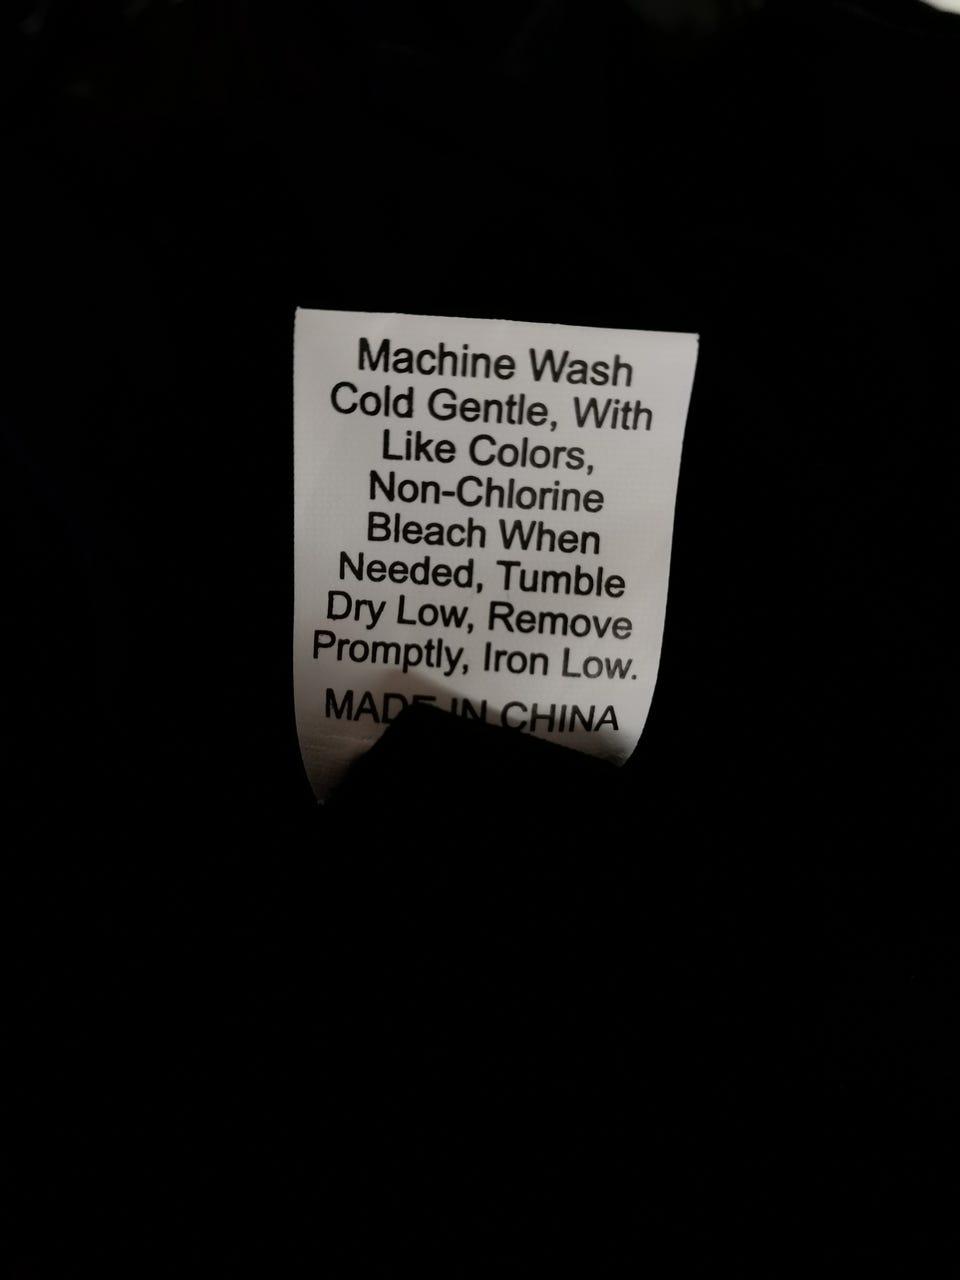 Machine Wash
Cold Gentle, With
Like Colors,
Non-Chlorine
Bleach When
Needed, Tumble
Dry Low, Remove
Promptly, Iron Low.
MADE IN CHINA